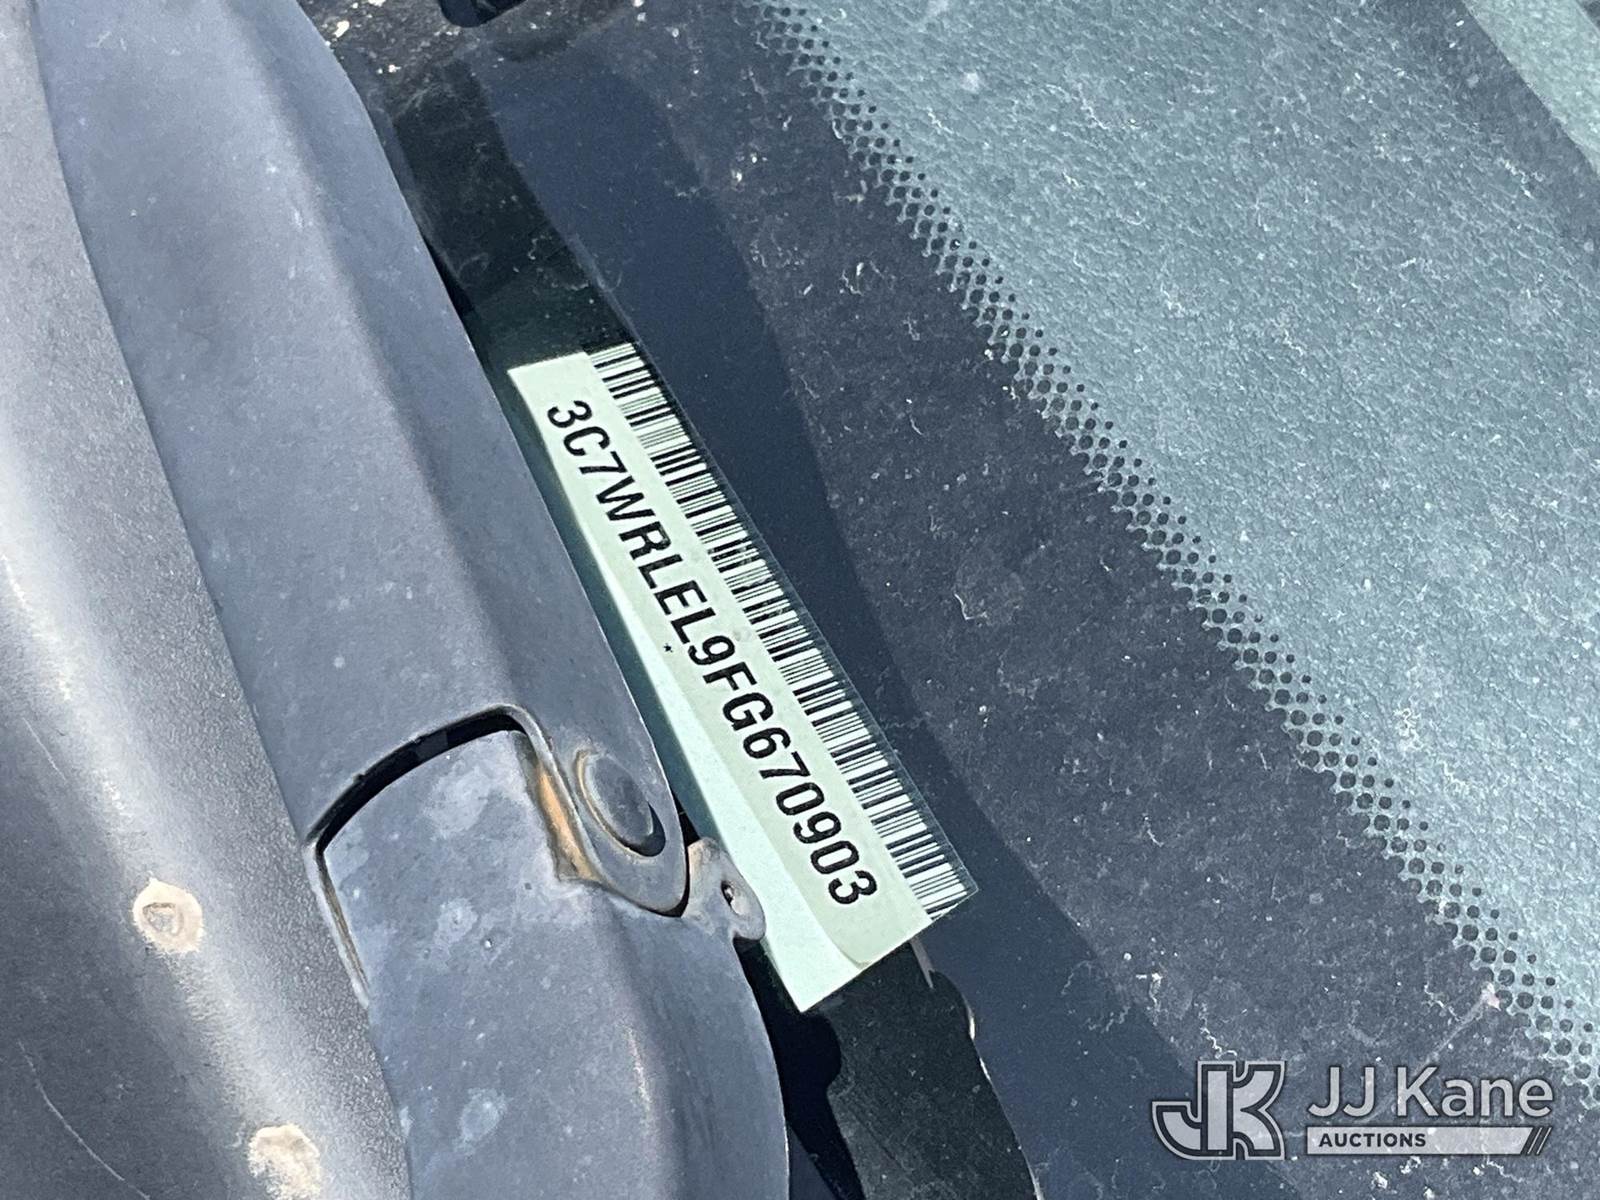 3C7WRLEL9FG670903
*
JJ Kane
AUCTIONS